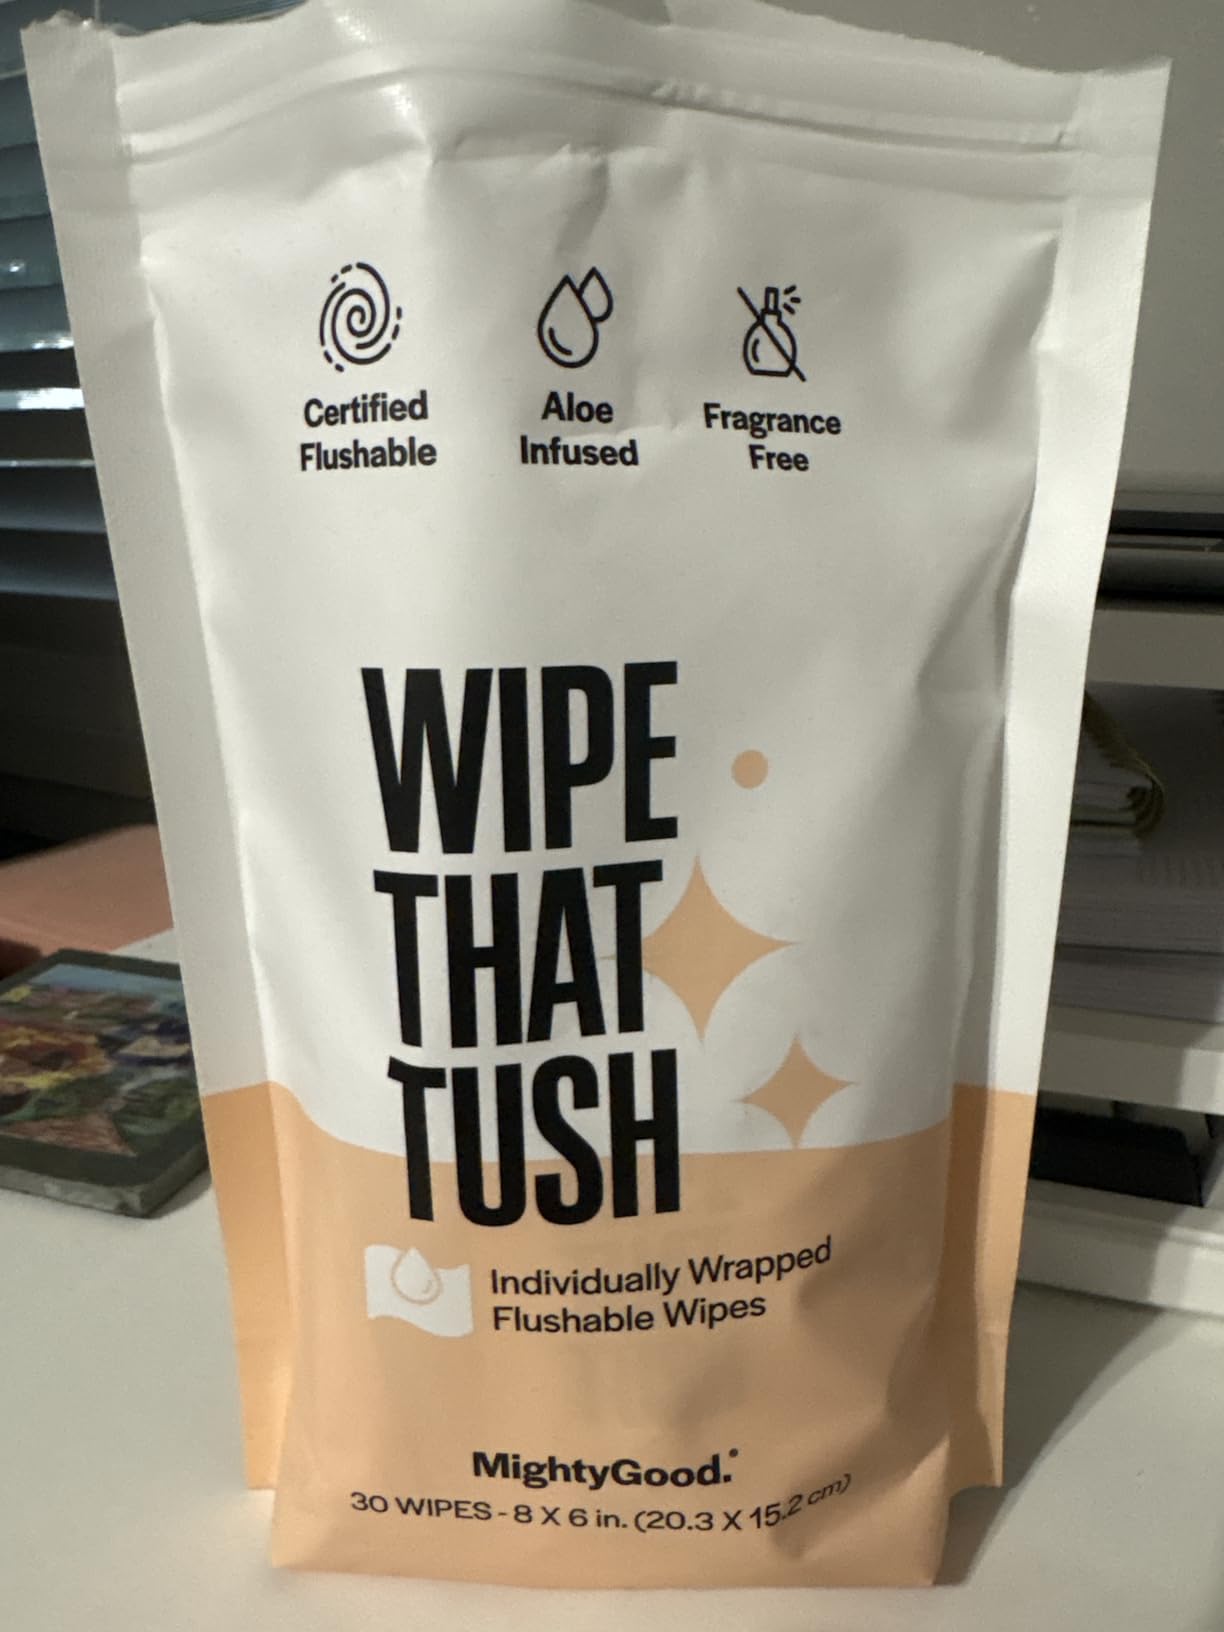 Certified
Flushable
Aloe
Infused
Fragrance
Free
WIPE
THAT
TUSH
Individually Wrapped
Flushable Wipes
MightyGood.
30 WIPES - 8 X 6 in. (20.3 X 15.2 cm)